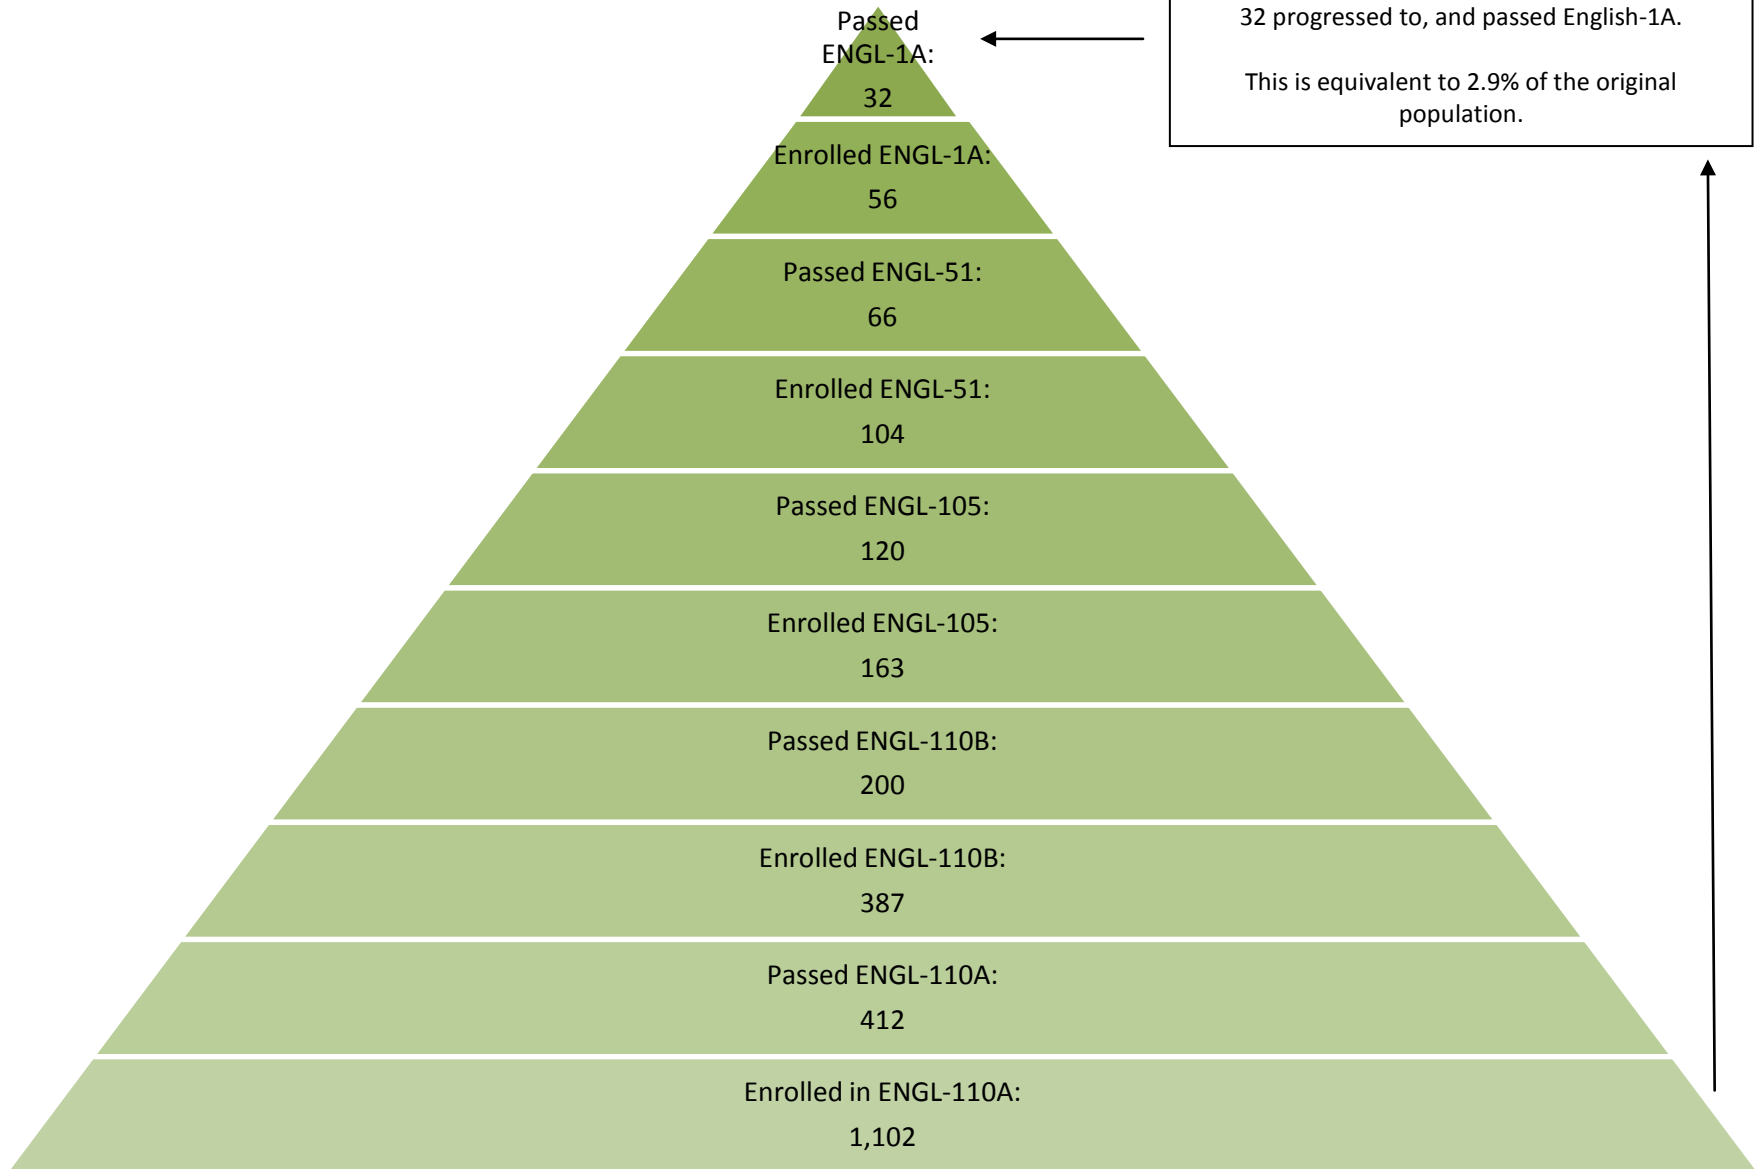 Passed
ENGL-1A:
32
32 progressed to, and passed English-1A.
This is equivalent to 2.9% of the original
population.
Enrolled ENGL-1A:
56
Passed ENGL-51:
66
Enrolled ENGL-51:
104
Passed ENGL-105:
120
Enrolled ENGL-105:
163
Passed ENGL-110B:
200
Enrolled ENGL-110B:
387
Passed ENGL-110A:
412
Enrolled in ENGL-110A:
1,102